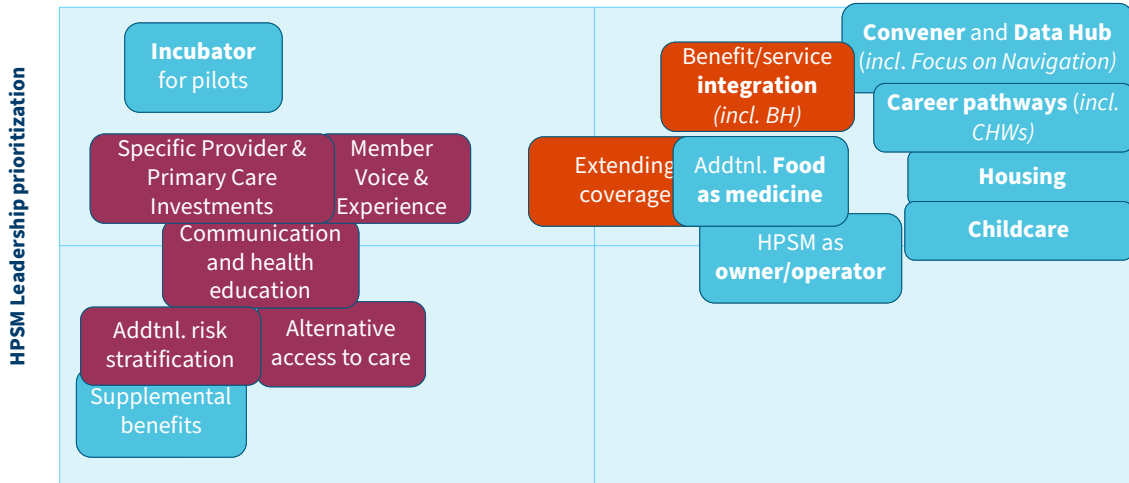 HPSM Leadership prioritization
Incubator
for pilots
Specific Provider &
Primary Care
Investments
Member
Voice &
Experience
Communication
and health
education
Addtnl. risk
stratification
Alternative
access to care
Supplemental
benefits
Convener and Data Hub
(incl. Focus on Navigation)
Benefit/service
integration
(incl. BH)
Career pathways (incl.
CHWs)
Extending
coverage
Addtnl. Food
as medicine
Housing
Childcare
HPSM as
owner/operator